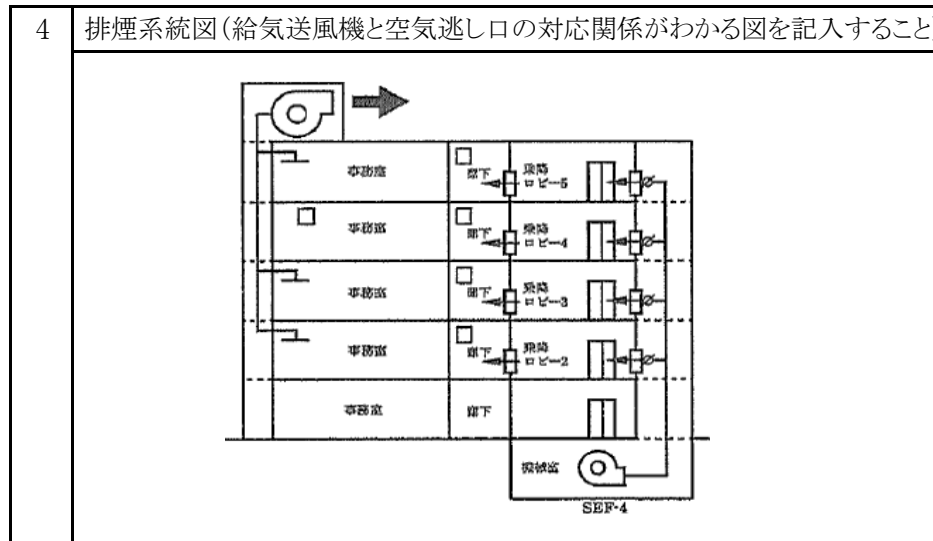 4 排煙系統図(給気送風機と空気逃し口の対応関係がわかる図を記入すること)
事務室 廊下 乗降ロビー5
事務室 廊下 乗降ロビー4
事務室 廊下 乗降ロビー3
事務室 廊下 乗降ロビー2
事務室 廊下
機械室
SEF-4